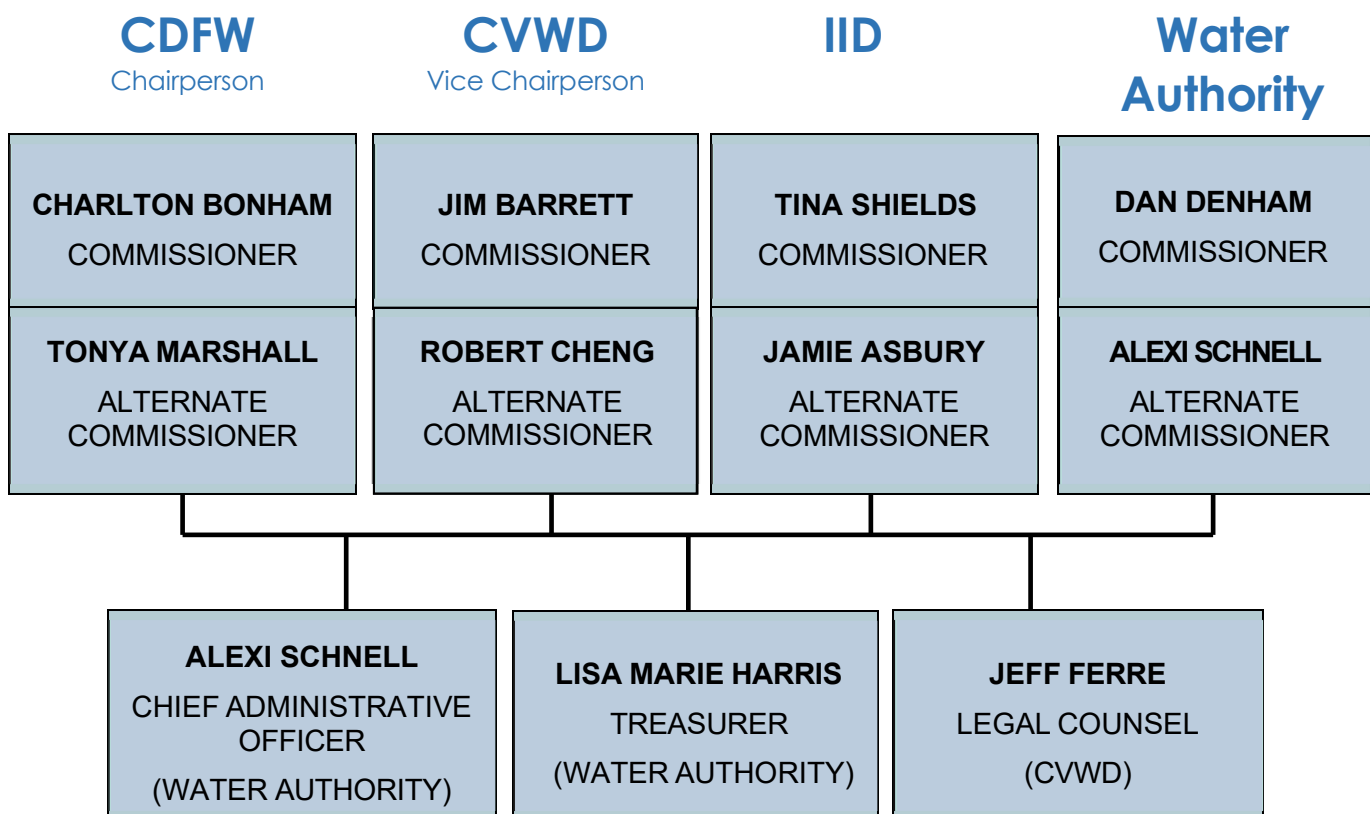 CDFW
Chairperson
CVWD
Vice Chairperson
IID
Water
Authority
CHARLTON BONHAM
COMMISSIONER
JIM BARRETT
COMMISSIONER
TINA SHIELDS
COMMISSIONER
DAN DENHAM
COMMISSIONER
TONYA MARSHALL
ALTERNATE
COMMISSIONER
ROBERT CHENG
ALTERNATE
COMMISSIONER
JAMIE ASBURY
ALTERNATE
COMMISSIONER
ALEXI SCHNELL
ALTERNATE
COMMISSIONER
ALEXI SCHNELL
CHIEF ADMINISTRATIVE
OFFICER
(WATER AUTHORITY)
LISA MARIE HARRIS
TREASURER
(WATER AUTHORITY)
JEFF FERRE
LEGAL COUNSEL
(CVWD)